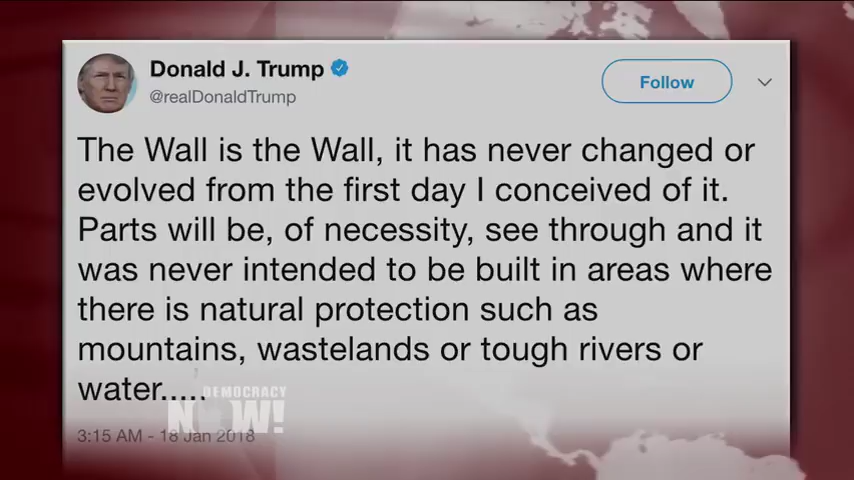 Donald J. Trump
@realDonaldTrump
Follow
The Wall is the Wall, it has never changed or
evolved from the first day I conceived of it.
Parts will be, of necessity, see through and it
was never intended to be built in areas where
there is natural protection such as
mountains, wastelands or tough rivers or
water.....
DEMOCRACY
NOW!
3:15 AM - 18 Jan 2018